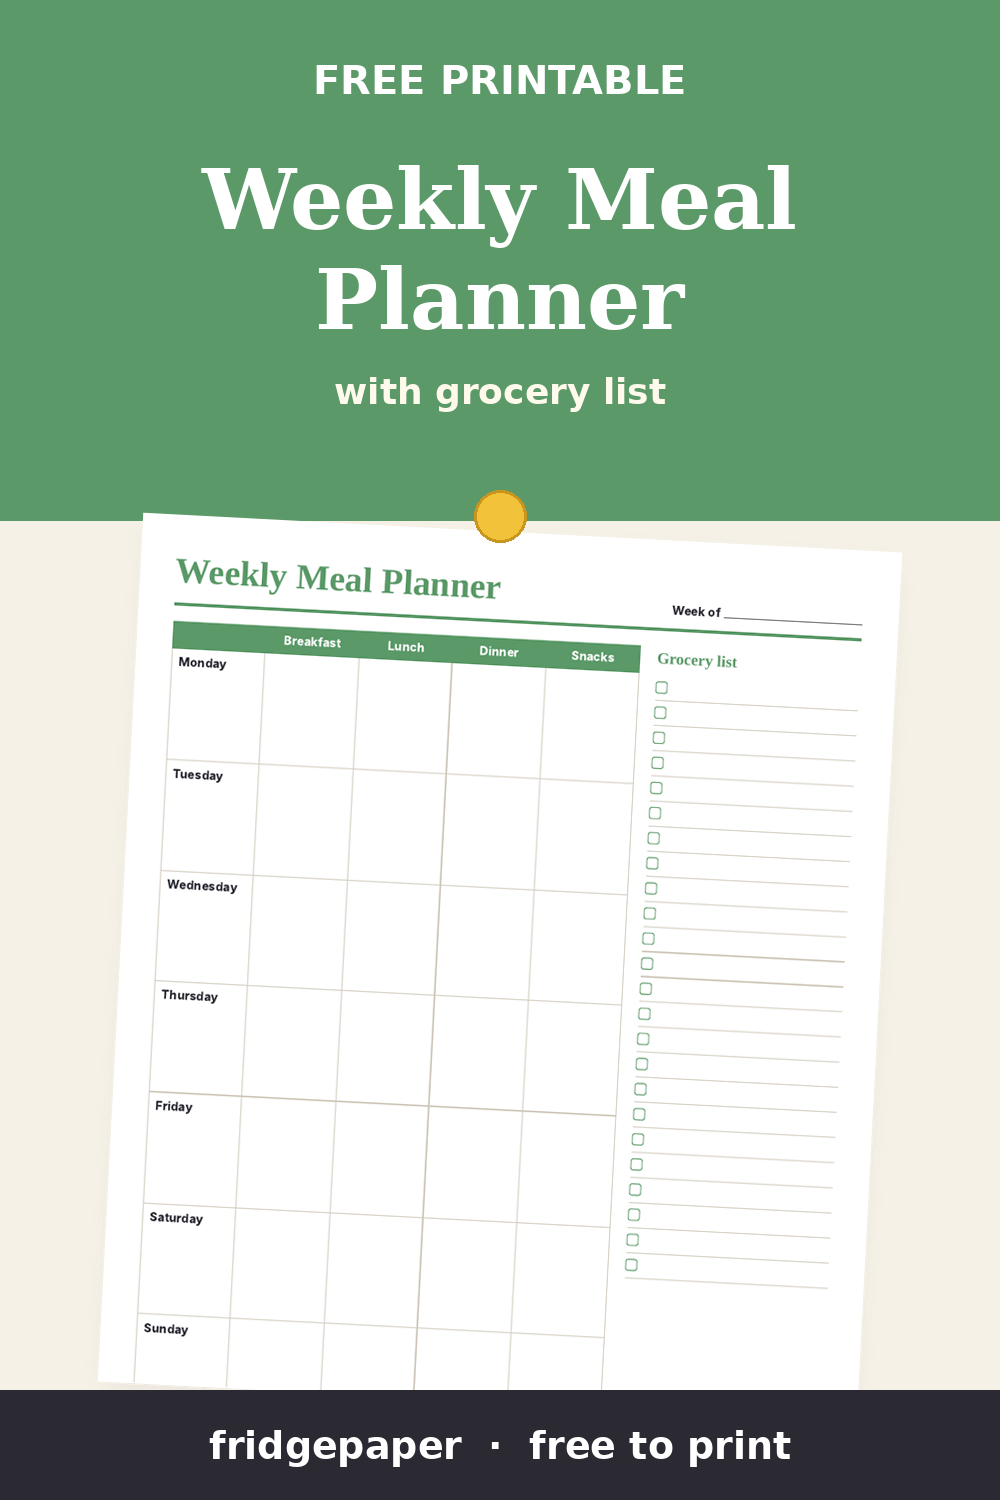 FREE PRINTABLE
Weekly Meal
Planner
with grocery list
Weekly Meal Planner
Week of
Breakfast Lunch Dinner Snacks
Grocery list
Monday
Tuesday
Wednesday
Thursday
Friday
Saturday
Sunday
fridgepaper · free to print